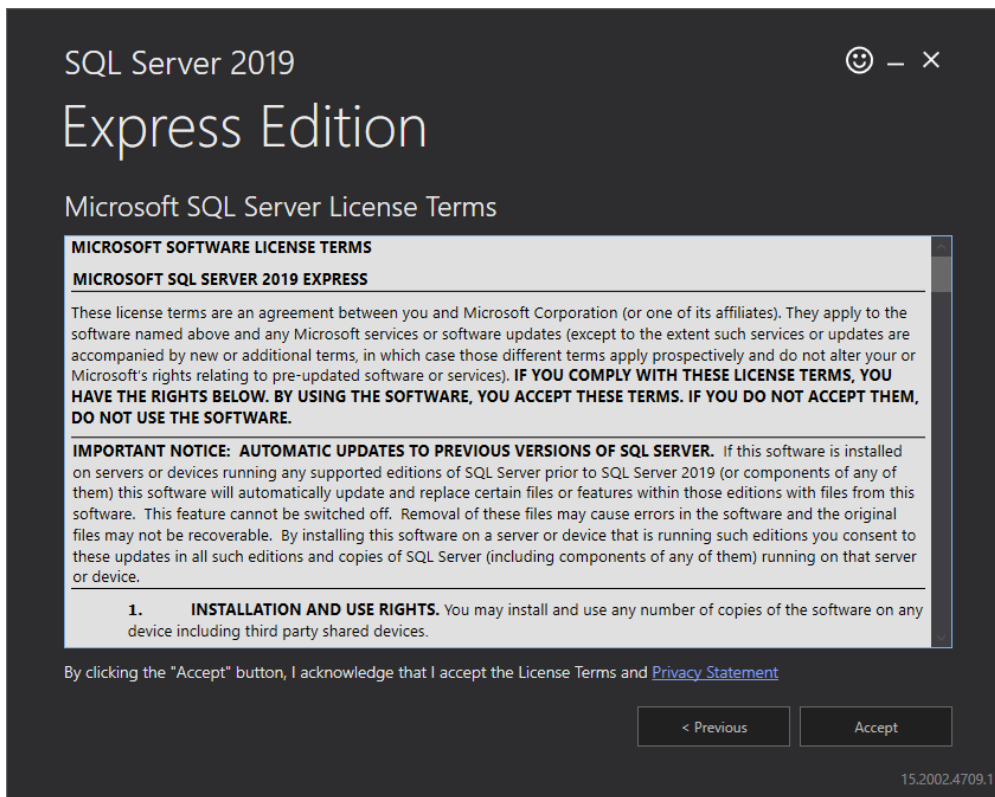 SQL Server 2019
Express Edition
Microsoft SQL Server License Terms
MICROSOFT SOFTWARE LICENSE TERMS
MICROSOFT SQL SERVER 2019 EXPRESS
These license terms are an agreement between you and Microsoft Corporation (or one of its affiliates). They apply to the
software named above and any Microsoft services or software updates (except to the extent such services or updates are
accompanied by new or additional terms, in which case those different terms apply prospectively and do not alter your or
Microsoft's rights relating to pre-updated software or services). IF YOU COMPLY WITH THESE LICENSE TERMS, YOU
HAVE THE RIGHTS BELOW. BY USING THE SOFTWARE, YOU ACCEPT THESE TERMS. IF YOU DO NOT ACCEPT THEM,
DO NOT USE THE SOFTWARE.
IMPORTANT NOTICE: AUTOMATIC UPDATES TO PREVIOUS VERSIONS OF SQL SERVER. If this software is installed
on servers or devices running any supported editions of SQL Server prior to SQL Server 2019 (or components of any of
them) this software will automatically update and replace certain files or features within those editions with files from this
software. This feature cannot be switched off. Removal of these files may cause errors in the software and the original
files may not be recoverable. By installing this software on a server or device that is running such editions you consent to
these updates in all such editions and copies of SQL Server (including components of any of them) running on that server
or device.
1. INSTALLATION AND USE RIGHTS. You may install and use any number of copies of the software on any
device including third party shared devices.
By clicking the "Accept" button, I acknowledge that I accept the License Terms and Privacy Statement
< Previous
Accept
15.2002.4709.1